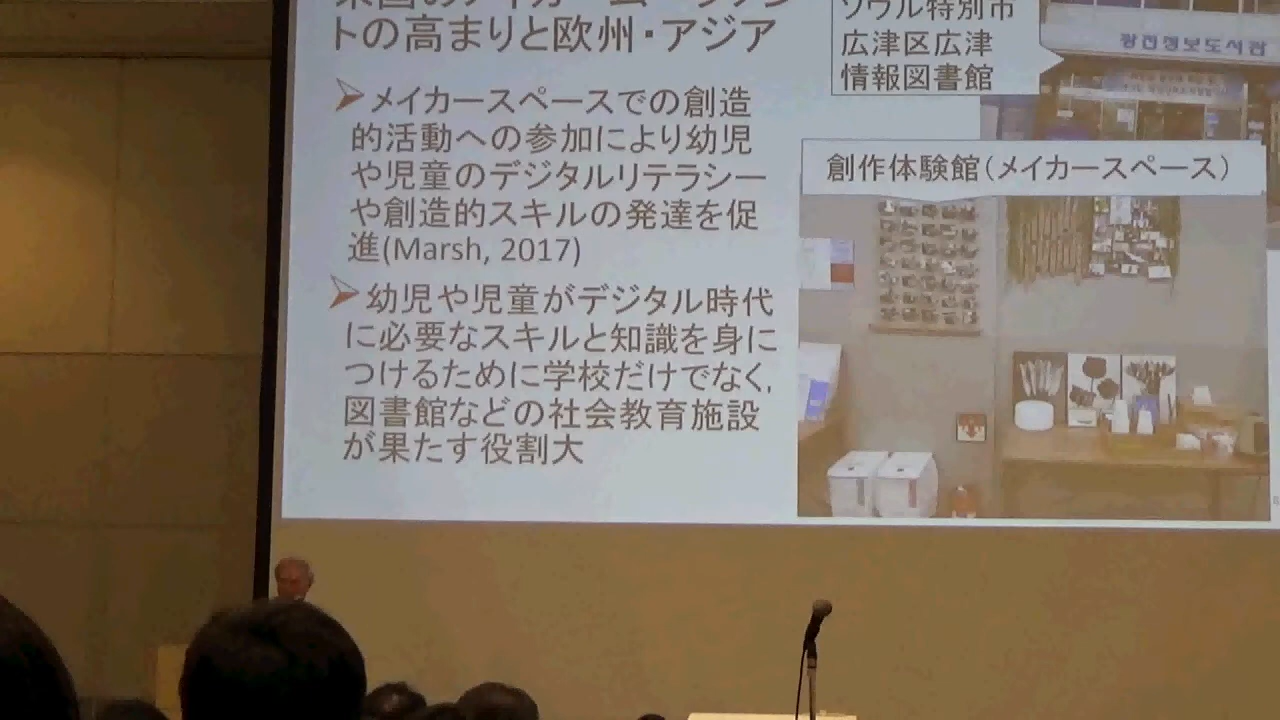 トの高まりと欧州・アジア
メイカースペースでの創造
的活動への参加により幼児
や児童のデジタルリテラシー
や創造的スキルの発達を促
進(Marsh, 2017)
幼児や児童がデジタル時代
に必要なスキルと知識を身に
つけるために学校だけでなく,
図書館などの社会教育施設
が果たす役割大
ソウル特別市
広津区広津
情報図書館
광진정보도서관
創作体験館(メイカースペース)